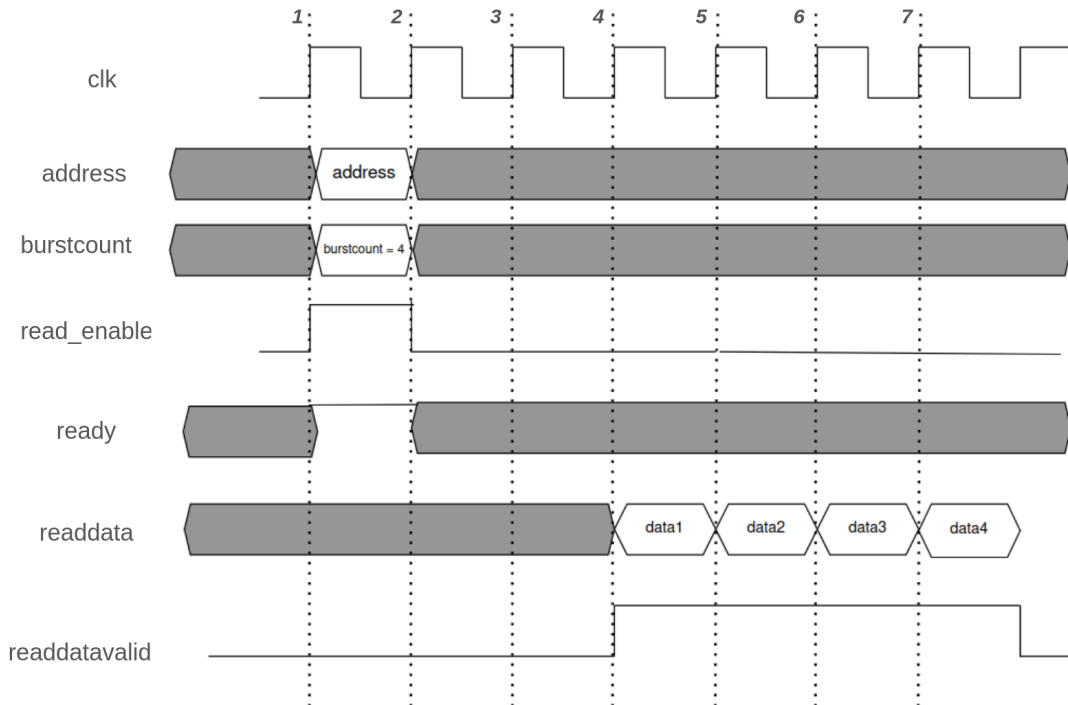 1 2 3 4 5 6 7
clk
address address
burstcount burstcount = 4
read_enable
ready
readdata data1 data2 data3 data4
readdatavalid